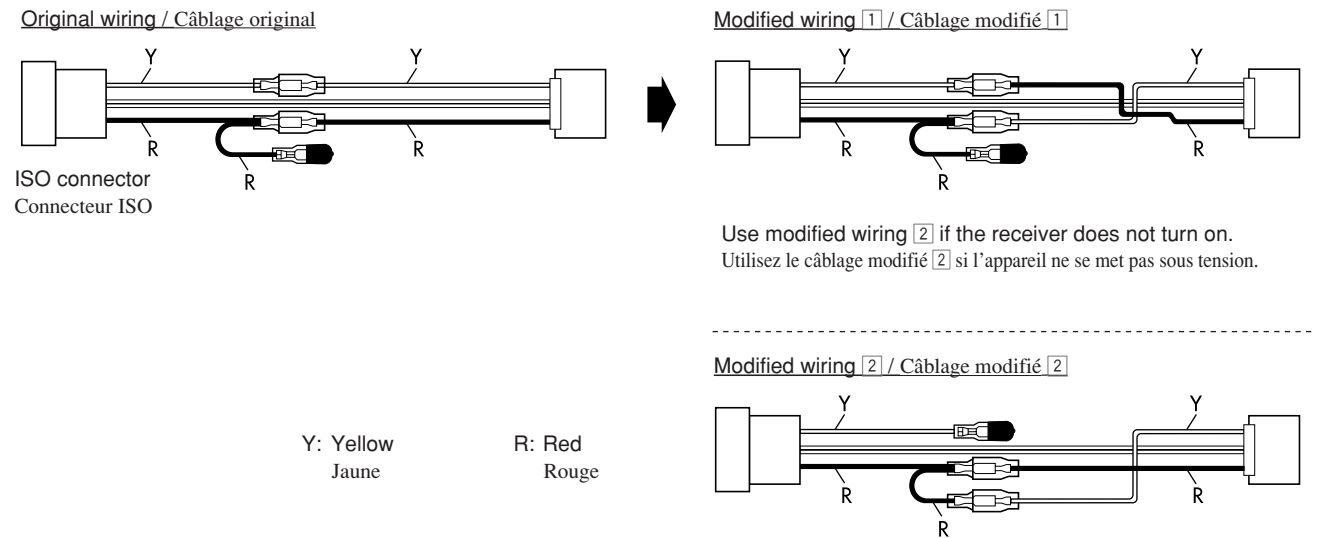 Original wiring / Câblage original
Y
Y
R
R
R
ISO connector
Connecteur ISO
Modified wiring 1 / Câblage modifié 1
Y
Y
R
R
R
Use modified wiring 2 if the receiver does not turn on.
Utilisez le câblage modifié 2 si l'appareil ne se met pas sous tension.
Modified wiring 2 / Câblage modifié 2
Y
Y
R
R
R
Y: Yellow
Jaune
R: Red
Rouge